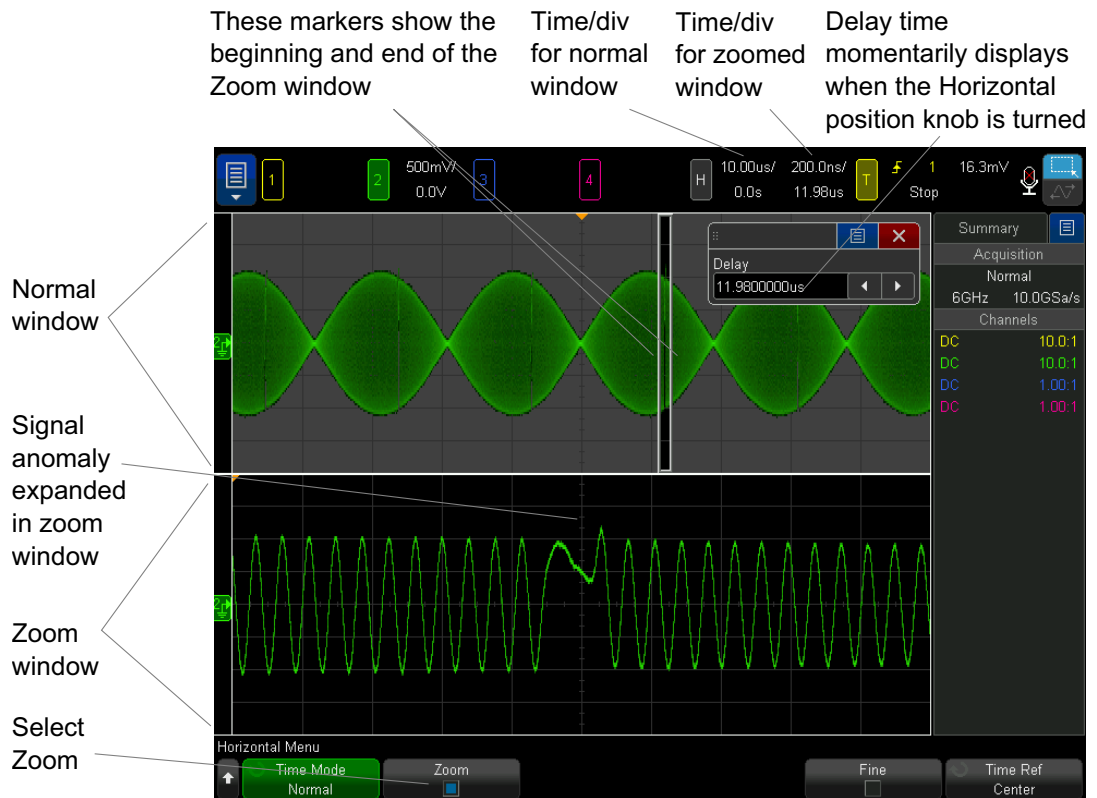 These markers show the
beginning and end of the
Zoom window
Time/div
for normal
window
Time/div
for zoomed
window
Delay time
momentarily displays
when the Horizontal
position knob is turned
1
2
500mV/
0.0V
3
4
H
10.00us/
0.0s
200.0ns/
11.98us
T
1
Stop
16.3mV
Normal
window
Signal
anomaly
expanded
in zoom
window
Zoom
window
Select
Zoom
Delay
11.9800000us
Summary
Acquisition
Normal
6GHz 10.0GSa/s
Channels
DC 10.0:1
DC 10.0:1
DC 1.00:1
DC 1.00:1
2
2
Horizontal Menu
Time Mode
Normal
Zoom
Fine
Time Ref
Center